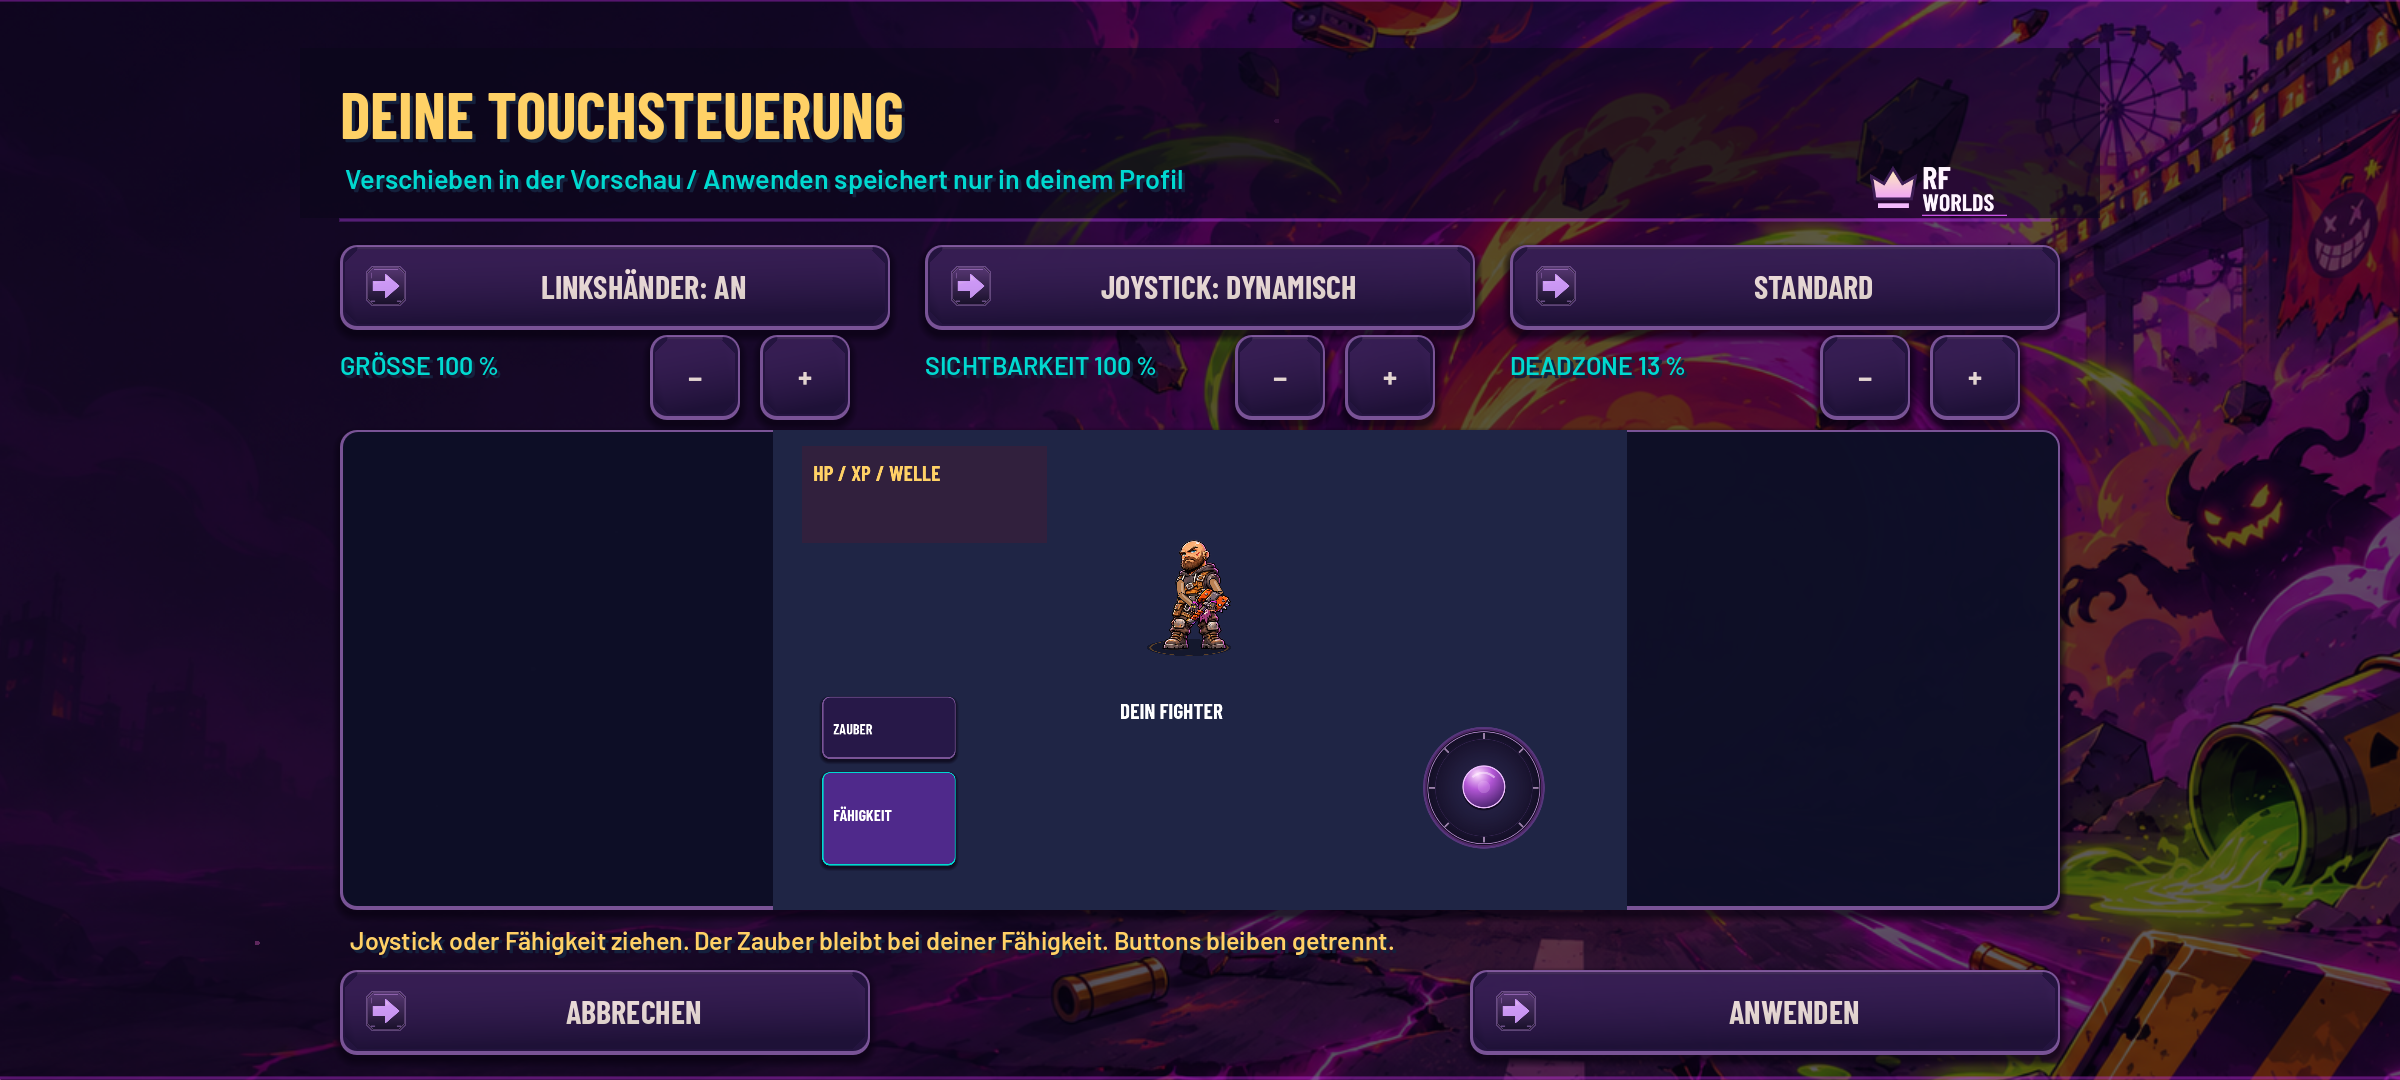 DEINE TOUCHSTEUERUNG
Verschieben in der Vorschau / Anwenden speichert nur in deinem Profil
RF
WORLDS
LINKSHÄNDER: AN
JOYSTICK: DYNAMISCH
STANDARD
GRÖSSE 100 %
– +
SICHTBARKEIT 100 %
– +
DEADZONE 13 %
– +
HP / XP / WELLE
DEIN FIGHTER
ZAUBER
FÄHIGKEIT
Joystick oder Fähigkeit ziehen. Der Zauber bleibt bei deiner Fähigkeit. Buttons bleiben getrennt.
ABBRECHEN
ANWENDEN